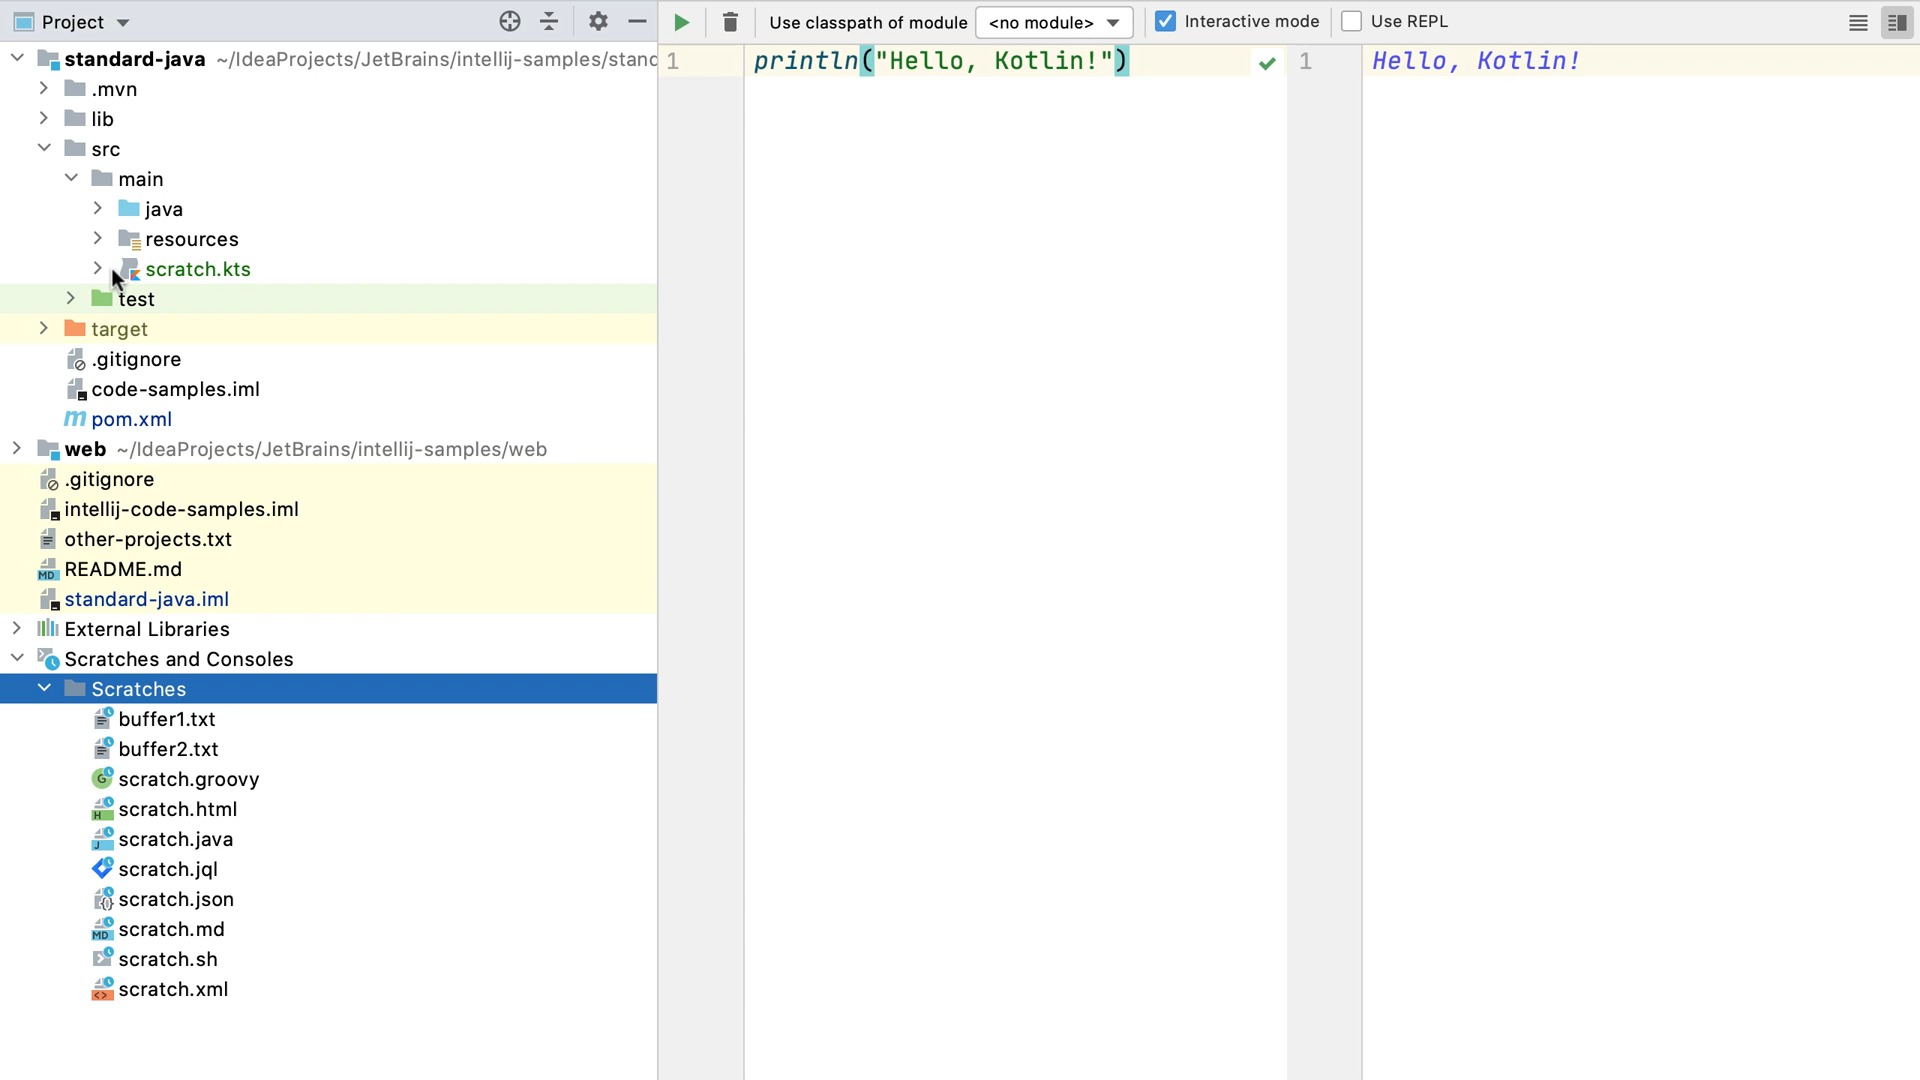 Project
Use classpath of module <no module> Interactive mode Use REPL
standard-java ~/IdeaProjects/JetBrains/intellij-samples/stand
.mvn
lib
src
main
java
resources
scratch.kts
test
target
.gitignore
code-samples.iml
m pom.xml
web ~/IdeaProjects/JetBrains/intellij-samples/web
.gitignore
intellij-code-samples.iml
other-projects.txt
MD README.md
standard-java.iml
External Libraries
Scratches and Consoles
Scratches
buffer1.txt
buffer2.txt
G scratch.groovy
H scratch.html
J scratch.java
scratch.jql
{} scratch.json
MD scratch.md
scratch.sh
<> scratch.xml
1 println("Hello, Kotlin!")
1 Hello, Kotlin!